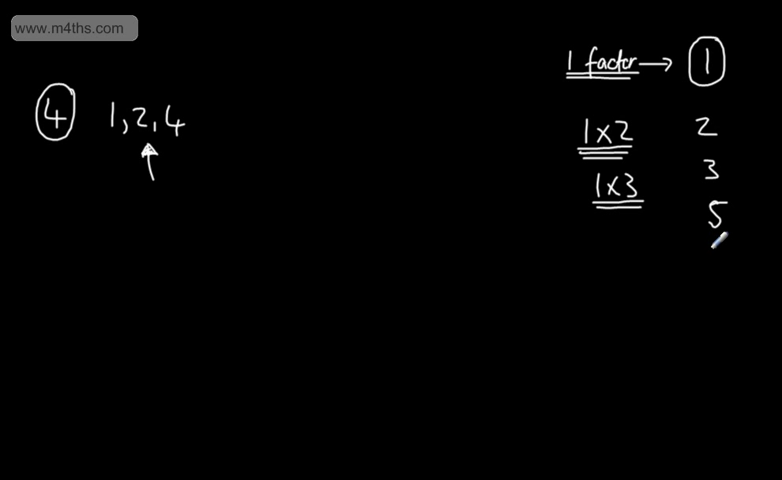 www.m4ths.com
1 factor → 1
4 1, 2, 4
1 x 2 2
1 x 3 3
5